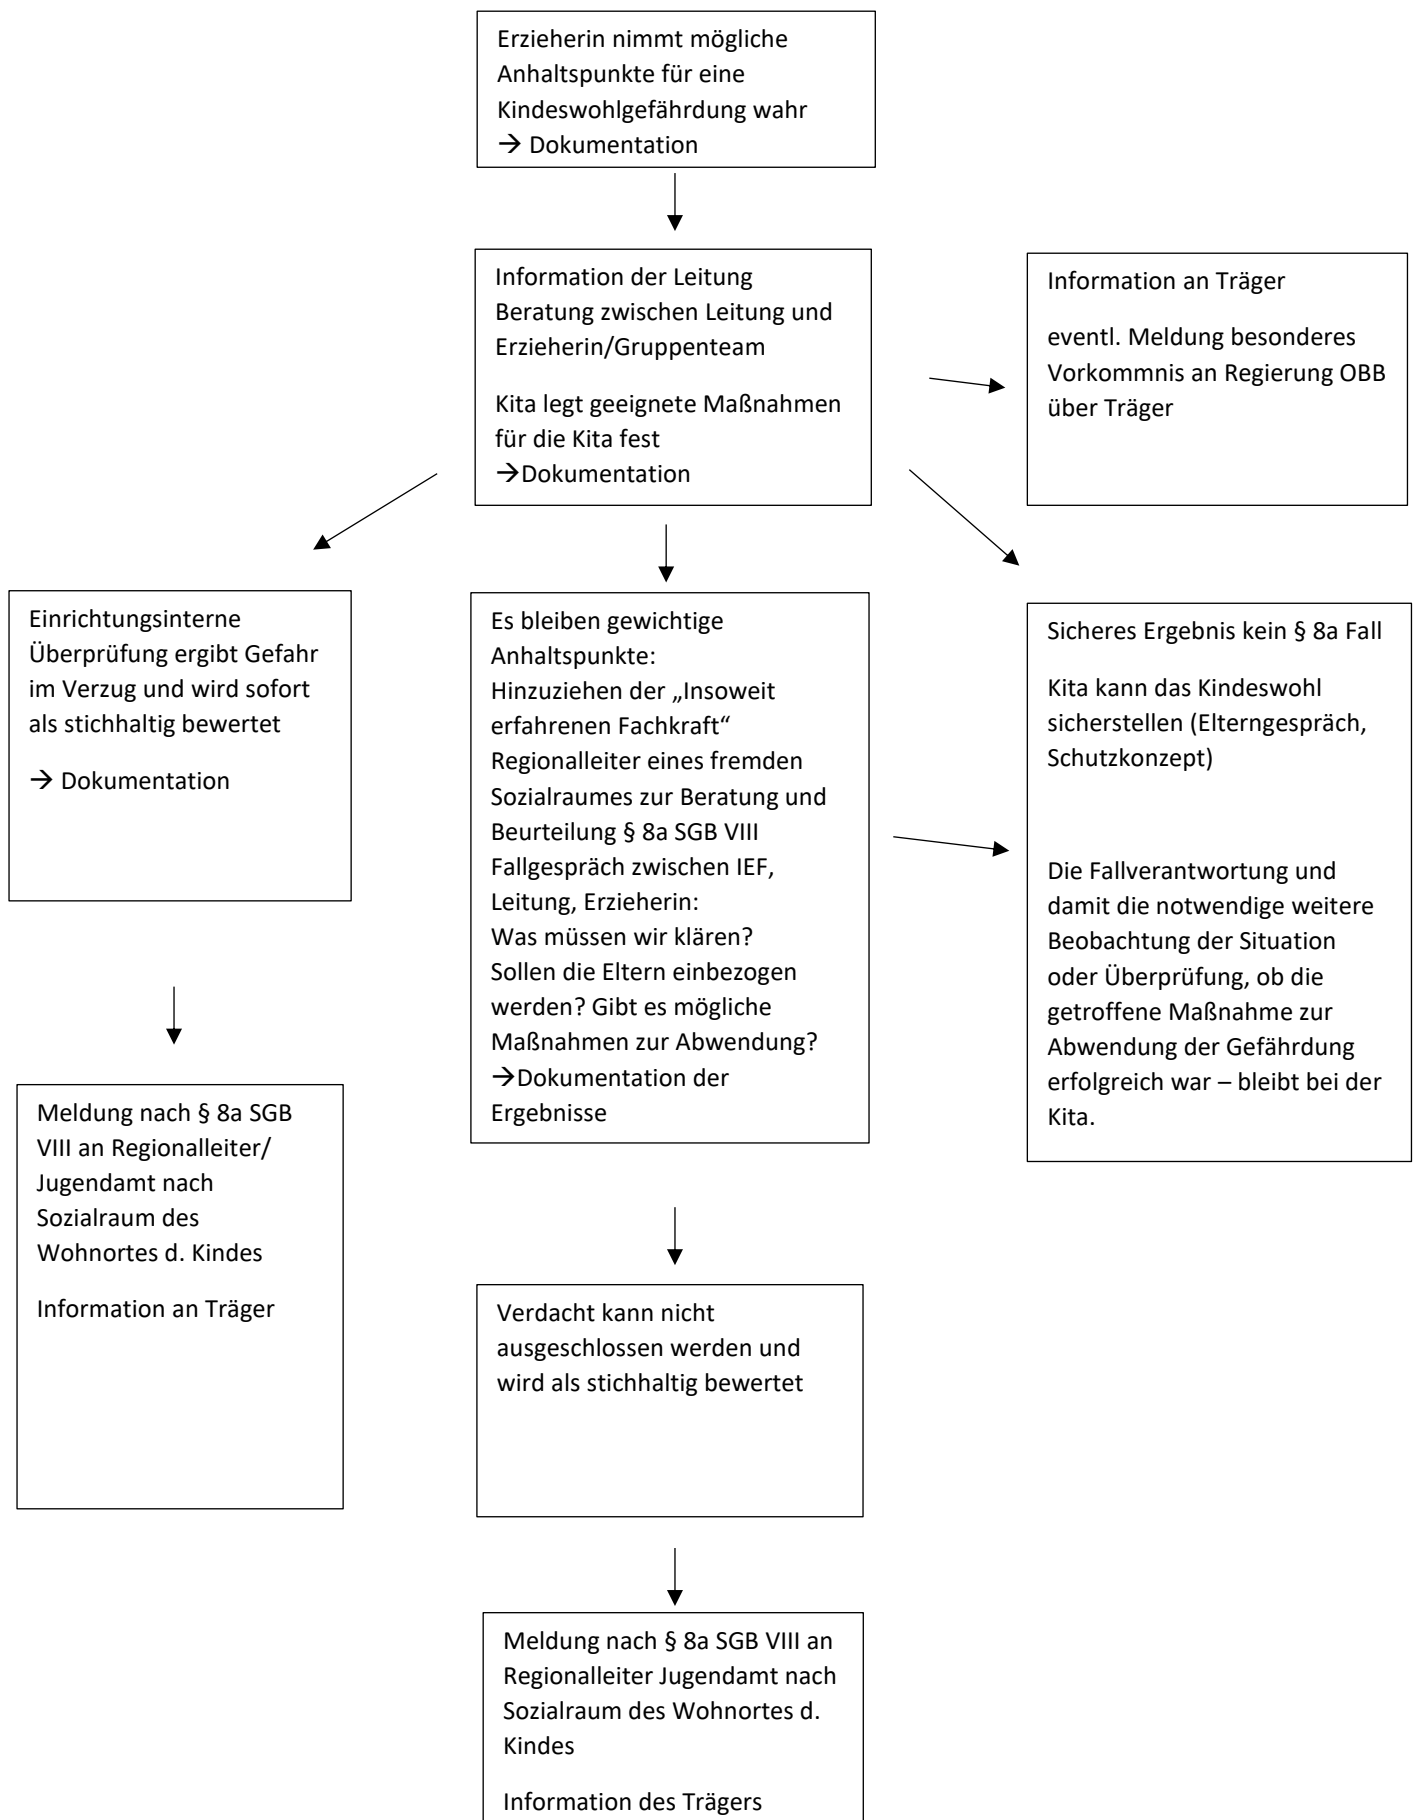 Erzieherin nimmt mögliche
Anhaltspunkte für eine
Kindeswohlgefährdung wahr
→ Dokumentation
Information der Leitung
Beratung zwischen Leitung und
Erzieherin/Gruppenteam
Kita legt geeignete Maßnahmen
für die Kita fest
→Dokumentation
Information an Träger
eventl. Meldung besonderes
Vorkommnis an Regierung OBB
über Träger
Einrichtungsinterne
Überprüfung ergibt Gefahr
im Verzug und wird sofort
als stichhaltig bewertet
→ Dokumentation
Es bleiben gewichtige
Anhaltspunkte:
Hinzuziehen der „Insoweit
erfahrenen Fachkraft“
Regionalleiter eines fremden
Sozialraumes zur Beratung und
Beurteilung § 8a SGB VIII
Fallgespräch zwischen IEF,
Leitung, Erzieherin:
Was müssen wir klären?
Sollen die Eltern einbezogen
werden? Gibt es mögliche
Maßnahmen zur Abwendung?
→Dokumentation der
Ergebnisse
Sicheres Ergebnis kein § 8a Fall
Kita kann das Kindeswohl
sicherstellen (Elterngespräch,
Schutzkonzept)
Die Fallverantwortung und
damit die notwendige weitere
Beobachtung der Situation
oder Überprüfung, ob die
getroffene Maßnahme zur
Abwendung der Gefährdung
erfolgreich war – bleibt bei der
Kita.
Meldung nach § 8a SGB
VIII an Regionalleiter/
Jugendamt nach
Sozialraum des
Wohnortes d. Kindes
Information an Träger
Verdacht kann nicht
ausgeschlossen werden und
wird als stichhaltig bewertet
Meldung nach § 8a SGB VIII an
Regionalleiter Jugendamt nach
Sozialraum des Wohnortes d.
Kindes
Information des Trägers